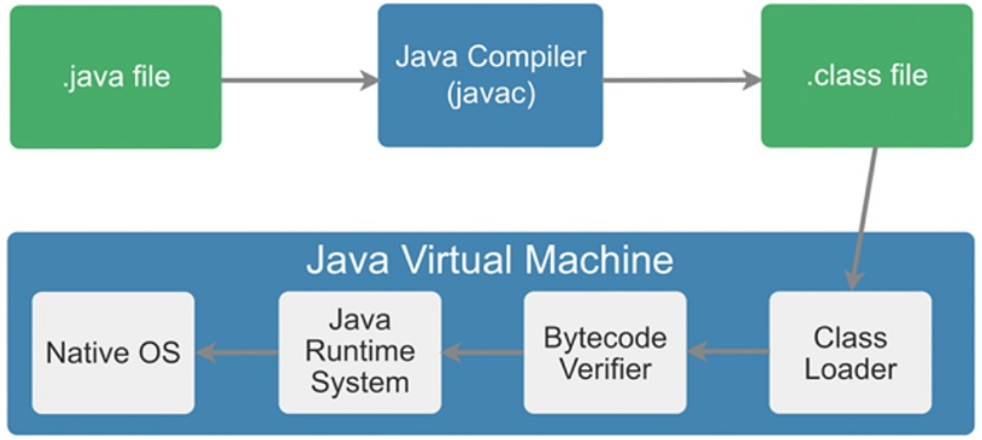 .java file
Java Compiler
(javac)
.class file
Java Virtual Machine
Native OS
Java
Runtime
System
Bytecode
Verifier
Class
Loader